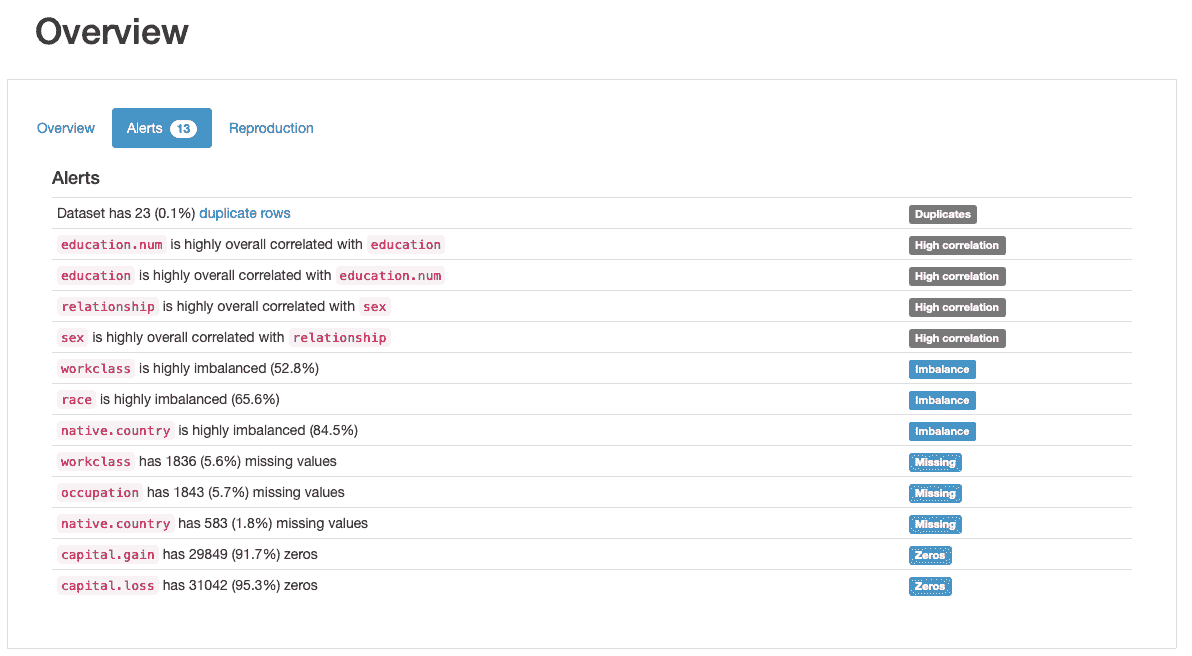 Overview
Overview Alerts 13 Reproduction
Alerts
Dataset has 23 (0.1%) duplicate rows Duplicates
education.num is highly overall correlated with education High correlation
education is highly overall correlated with education.num High correlation
relationship is highly overall correlated with sex High correlation
sex is highly overall correlated with relationship High correlation
workclass is highly imbalanced (52.8%) Imbalance
race is highly imbalanced (65.6%) Imbalance
native.country is highly imbalanced (84.5%) Imbalance
workclass has 1836 (5.6%) missing values Missing
occupation has 1843 (5.7%) missing values Missing
native.country has 583 (1.8%) missing values Missing
capital.gain has 29849 (91.7%) zeros Zeros
capital.loss has 31042 (95.3%) zeros Zeros